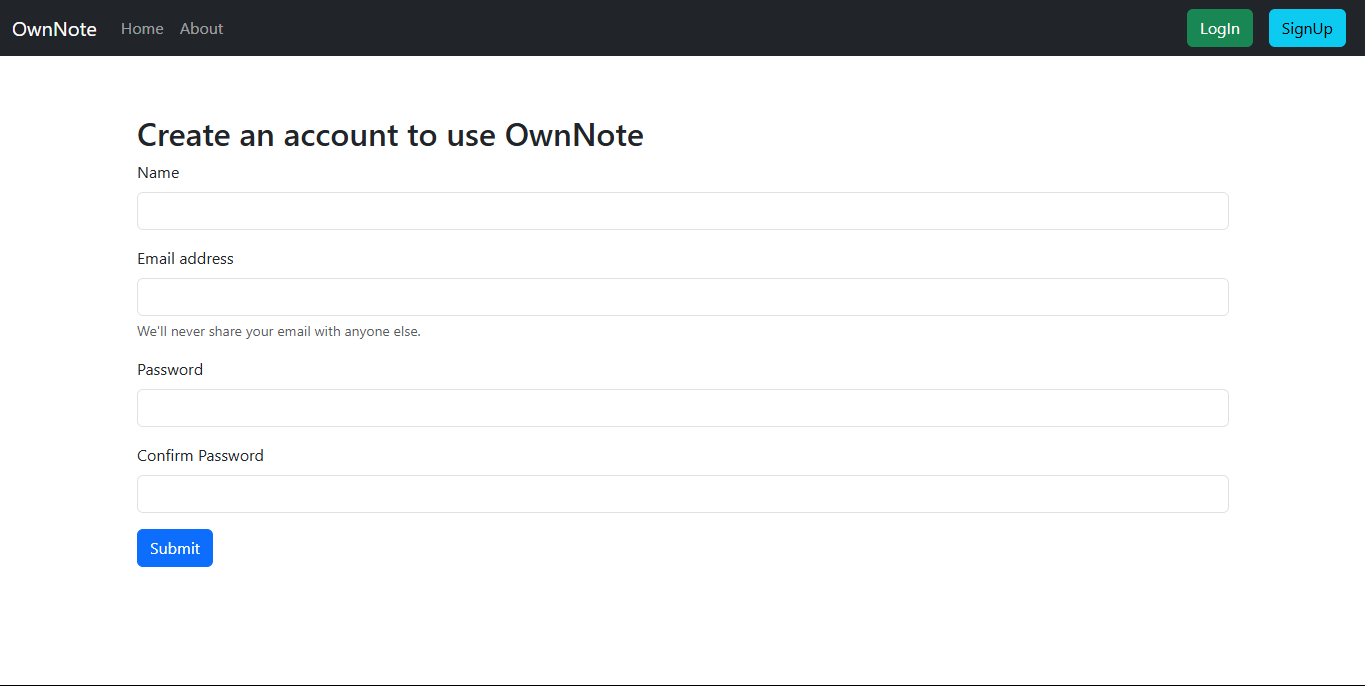 OwnNote Home About LogIn SignUp
Create an account to use OwnNote
Name
Email address
We'll never share your email with anyone else.
Password
Confirm Password
Submit